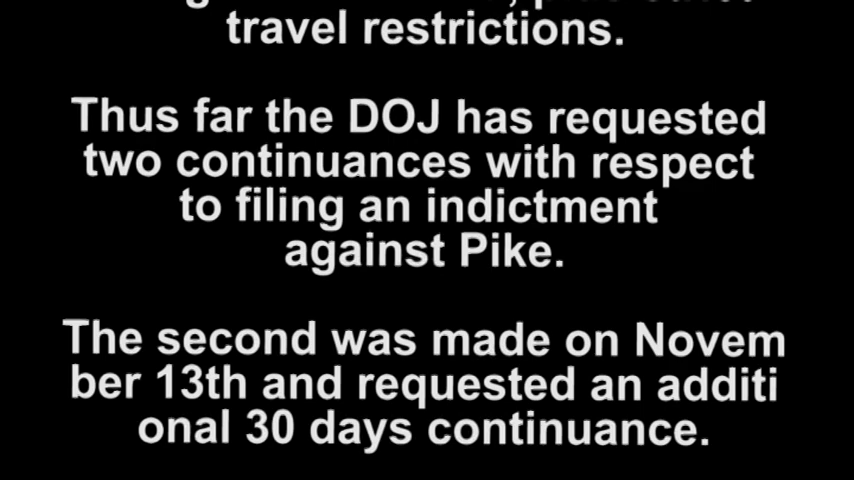 travel restrictions.
Thus far the DOJ has requested
two continuances with respect
to filing an indictment
against Pike.
The second was made on Novem
ber 13th and requested an additi
onal 30 days continuance.